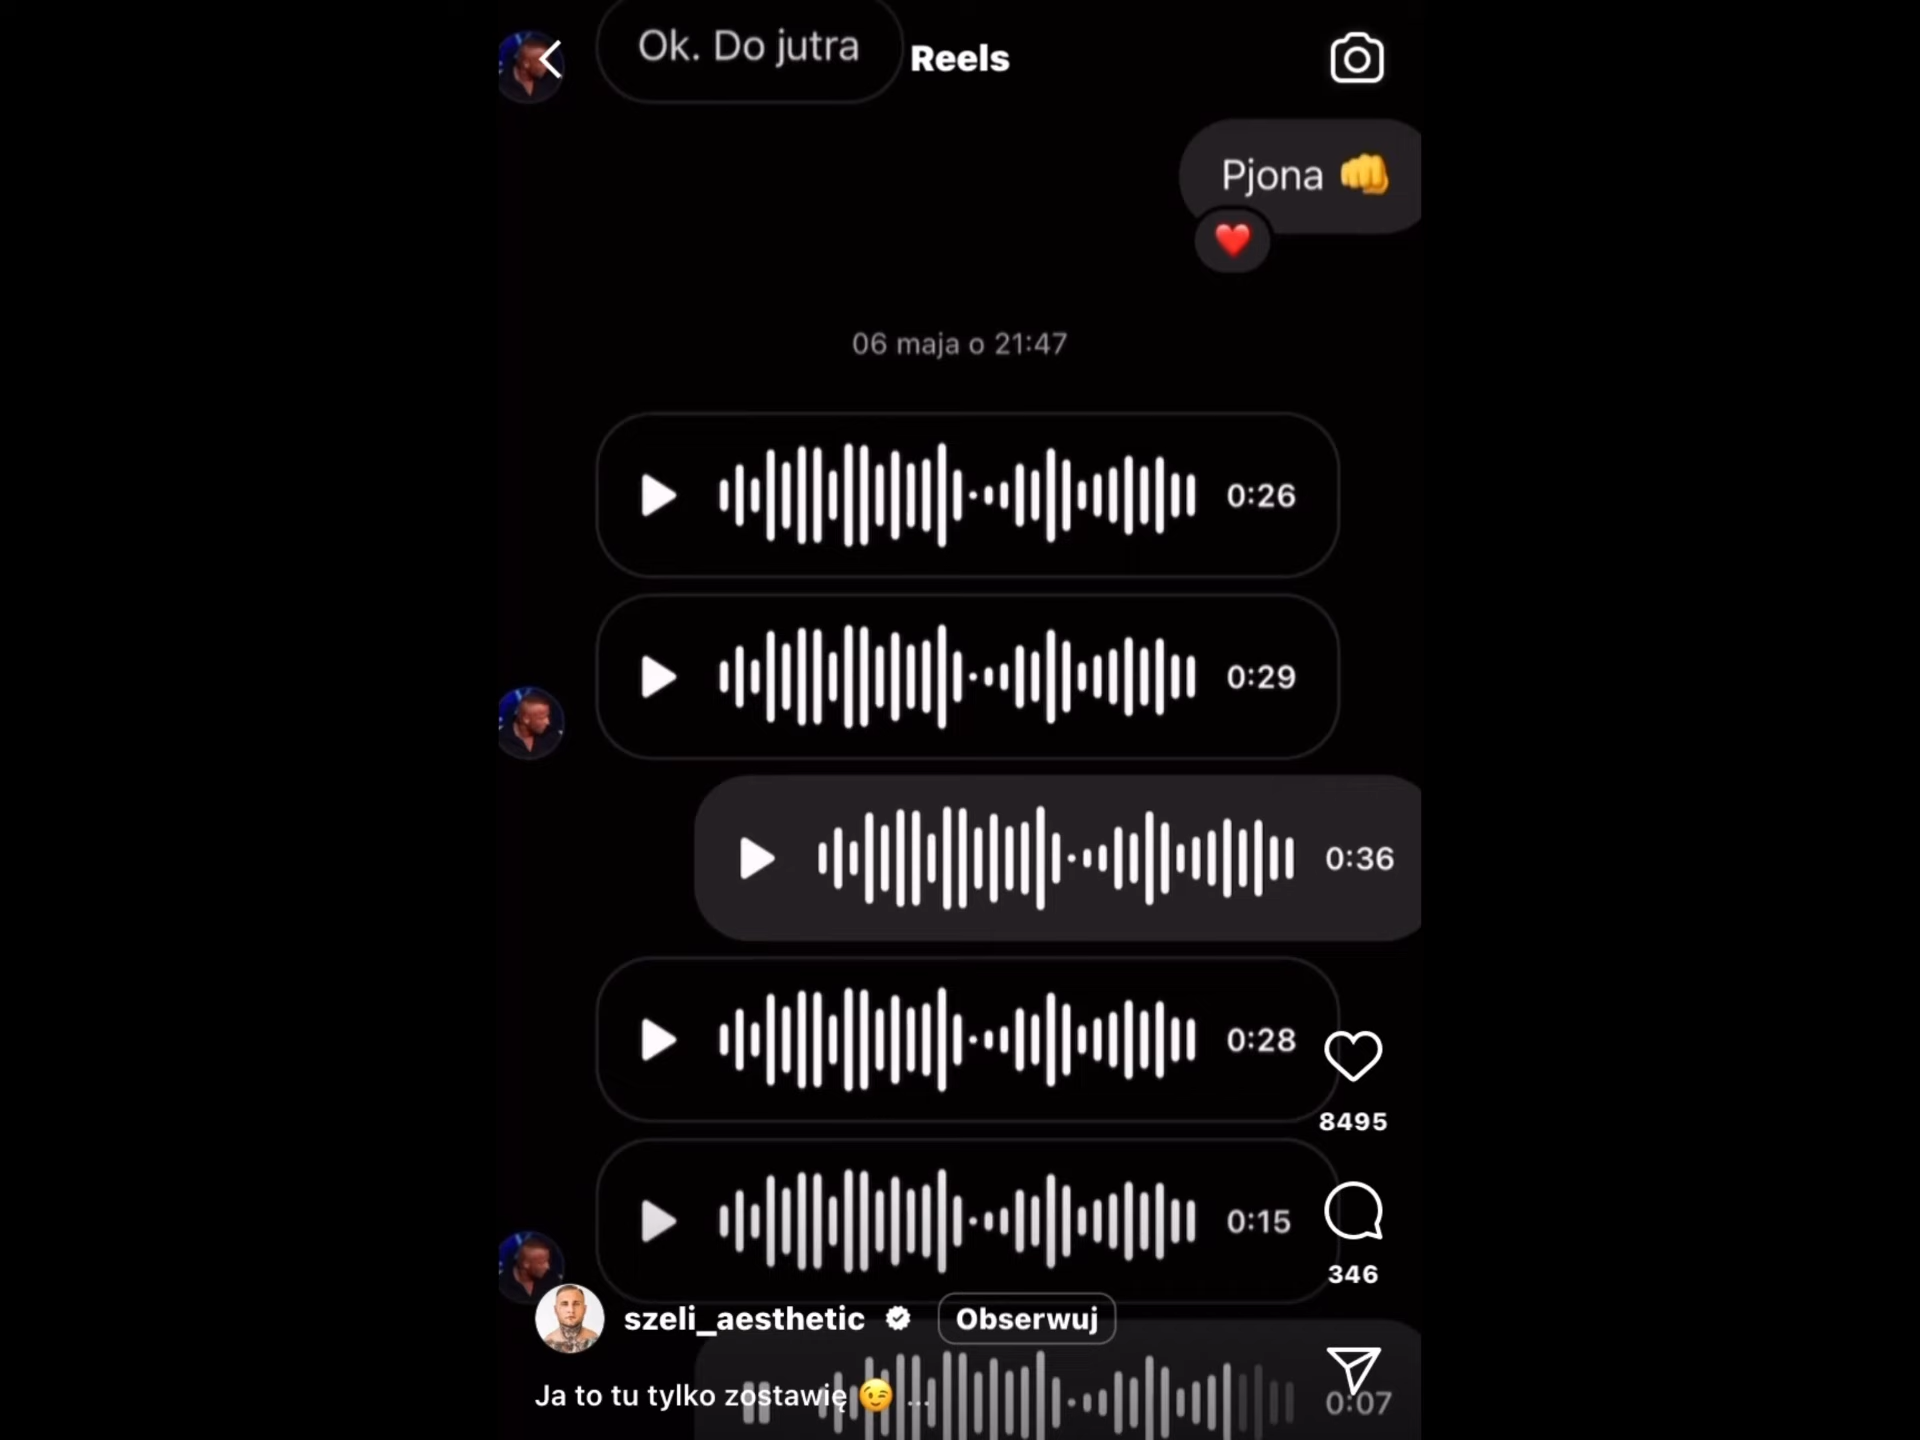 Ok. Do jutra
Reels
Pjona 👊
06 maja o 21:47
0:26
0:29
0:36
0:28
8495
0:15
346
szeli_aesthetic
Obserwuj
Ja to tu tylko zostawię 😉 ...
0:07